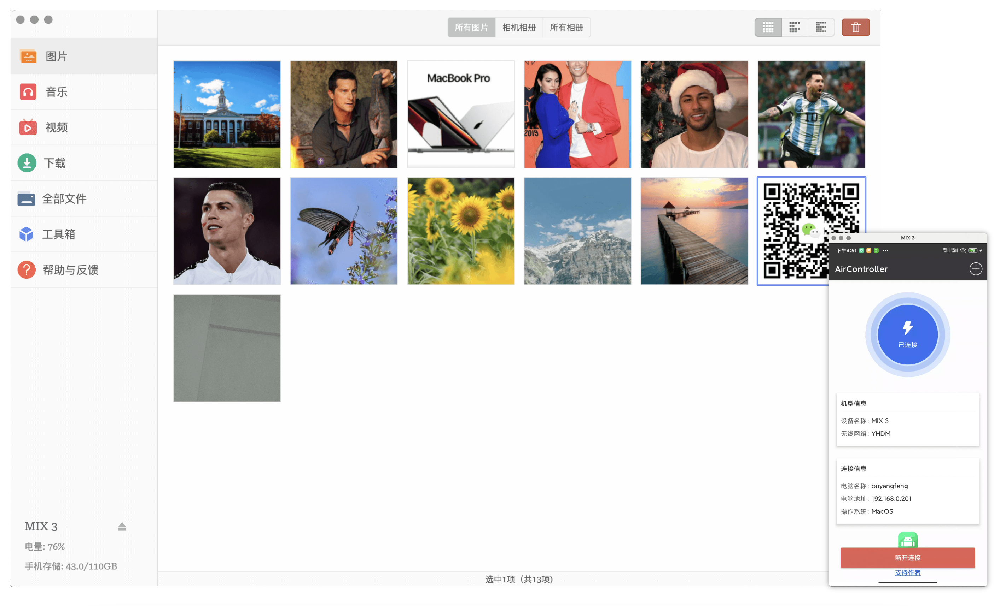 所有图片
相机相册
所有相册
图片
音乐
视频
下载
全部文件
工具箱
帮助与反馈
MacBook Pro
2019
10
MIX 3
电量: 76%
手机存储: 43.0/110GB
选中1项（共13项)
MIX 3
下午4:51
76
AirController
已连接
机型信息
设备名称: MIX 3
无线网络: YHDM
连接信息
电脑名称: ouyangfeng
电脑地址: 192.168.0.201
操作系统: MacOS
断开连接
支持作者